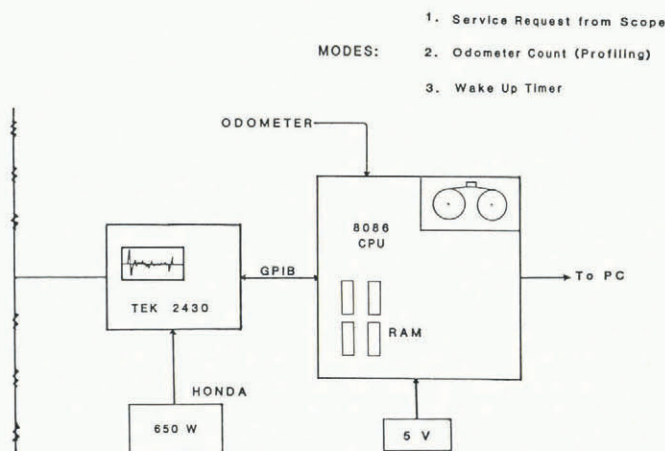 1. Service Request from Scope
MODES: 2. Odometer Count (Profiling)
3. Wake Up Timer
ODOMETER
8086
CPU
GPIB
To PC
TEK 2430
RAM
HONDA
650 W
5 V